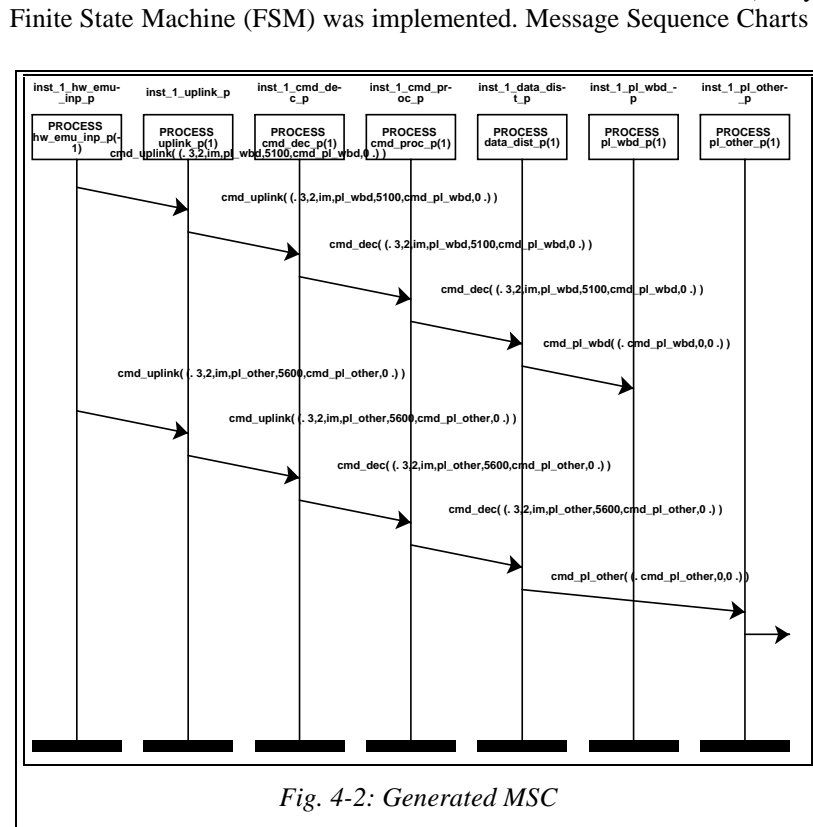 Finite State Machine (FSM) was implemented. Message Sequence Charts
inst_1_hw_emu-
_inp_p
inst_1_uplink_p
inst_1_cmd_de-
c_p
inst_1_cmd_pr-
oc_p
inst_1_data_dis-
t_p
inst_1_pl_wbd_-
p
inst_1_pl_other-
_p
PROCESS
hw_emu_inp_p(-
1)
PROCESS
uplink_p(1)
PROCESS
cmd_dec_p(1)
PROCESS
cmd_proc_p(1)
PROCESS
data_dist_p(1)
PROCESS
pl_wbd_p(1)
PROCESS
pl_other_p(1)
cmd_uplink( (. 3,2,im,pl_wbd,5100,cmd_pl_wbd,0 .) )
cmd_uplink( (. 3,2,im,pl_wbd,5100,cmd_pl_wbd,0 .) )
cmd_dec( (. 3,2,im,pl_wbd,5100,cmd_pl_wbd,0 .) )
cmd_dec( (. 3,2,im,pl_wbd,5100,cmd_pl_wbd,0 .) )
cmd_pl_wbd( (. cmd_pl_wbd,0,0 .) )
cmd_uplink( (. 3,2,im,pl_other,5600,cmd_pl_other,0 .) )
cmd_uplink( (. 3,2,im,pl_other,5600,cmd_pl_other,0 .) )
cmd_dec( (. 3,2,im,pl_other,5600,cmd_pl_other,0 .) )
cmd_dec( (. 3,2,im,pl_other,5600,cmd_pl_other,0 .) )
cmd_pl_other( (. cmd_pl_other,0,0 .) )
Fig. 4-2: Generated MSC